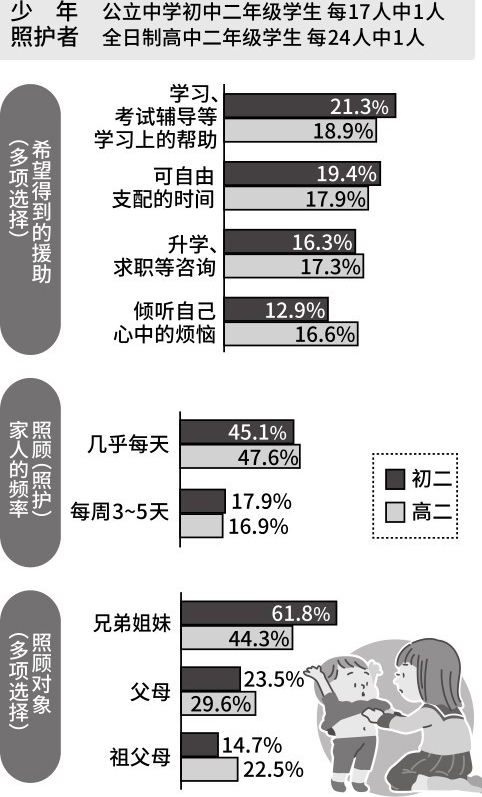 少年 公立中学初中二年级学生 每17人中1人
照护者 全日制高中二年级学生 每24人中1人
希望得到的援助
（多项选择）
学习、
考试辅导等
学习上的帮助
21.3%
18.9%
可自由
支配的时间
19.4%
17.9%
升学、
求职等咨询
16.3%
17.3%
倾听自己
心中的烦恼
12.9%
16.6%
照顾（照护）
家人的频率
几乎每天
45.1%
47.6%
每周3~5天
17.9%
16.9%
初二
高二
照顾对象
（多项选择）
兄弟姐妹
61.8%
44.3%
父母
23.5%
29.6%
祖父母
14.7%
22.5%